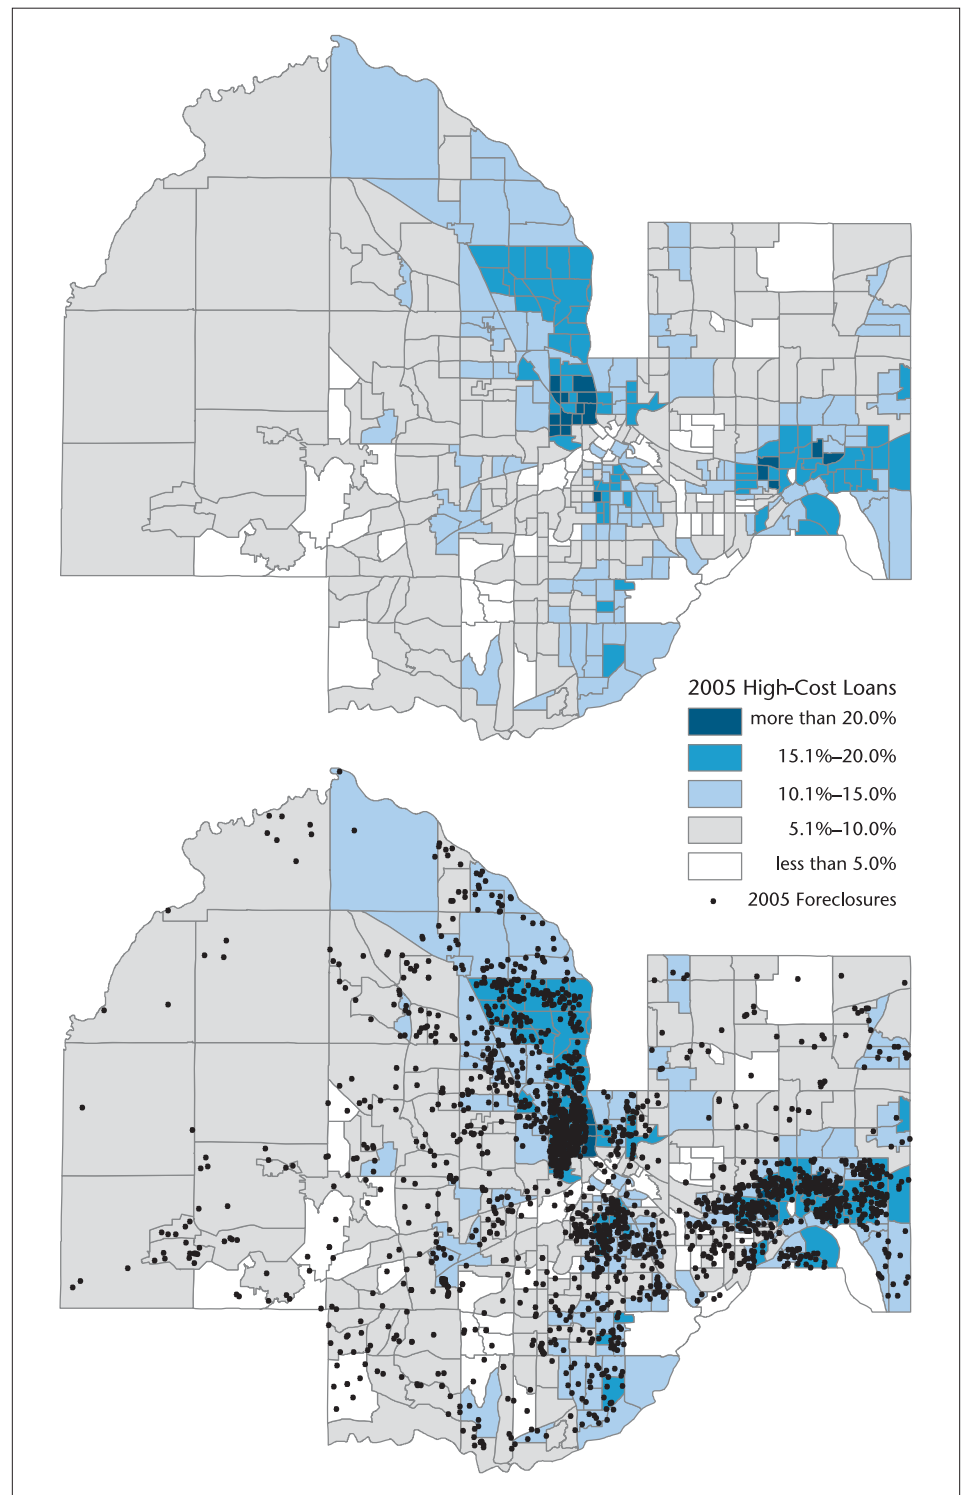 2005 High-Cost Loans
more than 20.0%
15.1%–20.0%
10.1%–15.0%
5.1%–10.0%
less than 5.0%
2005 Foreclosures